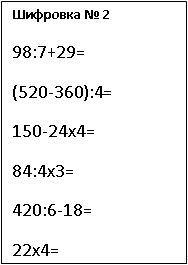 Шифровка № 2
98:7+29=
(520-360):4=
150-24х4=
84:4х3=
420:6-18=
22х4=